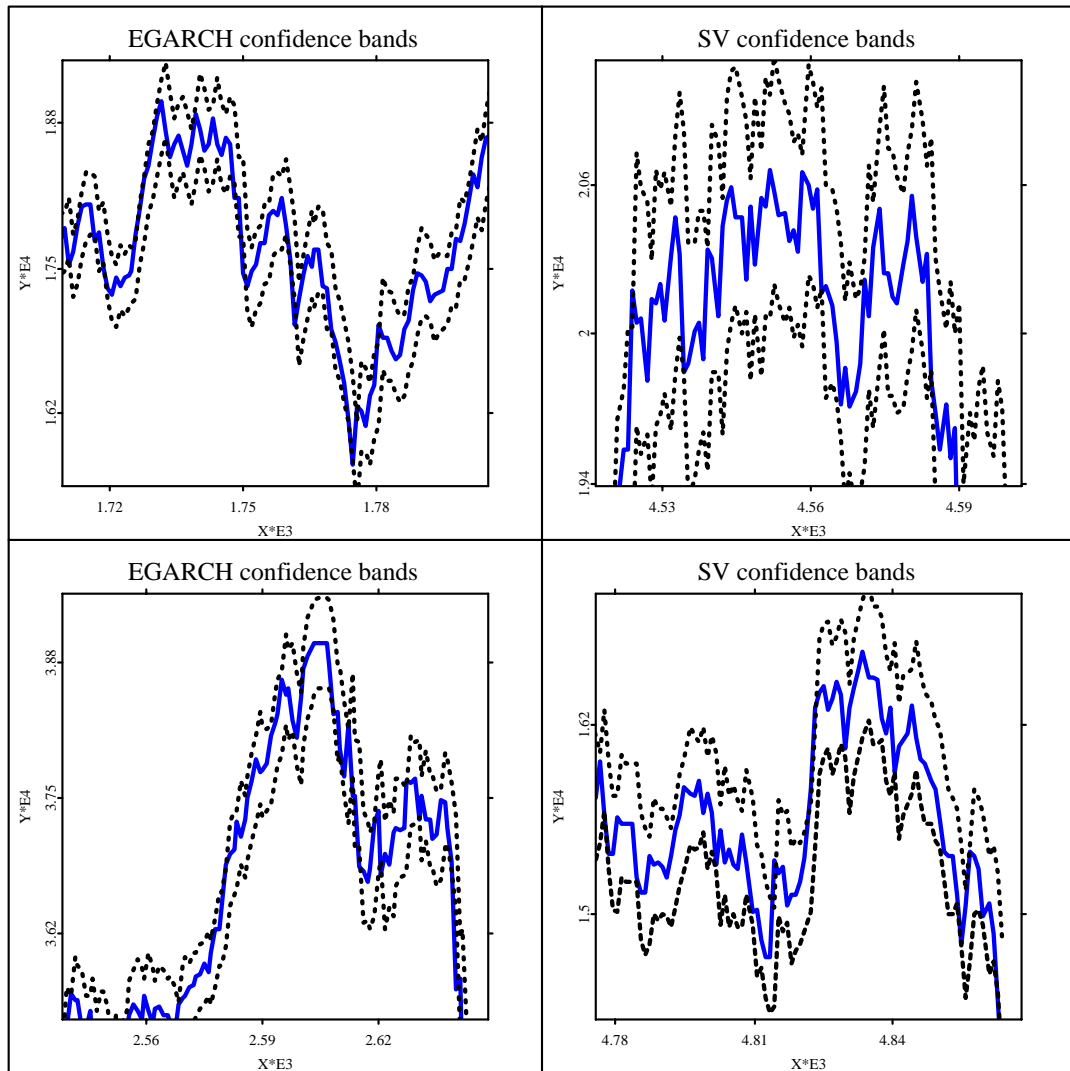 EGARCH confidence bands
Y*E4
1.88
1.75
1.62
1.72 1.75 1.78
X*E3
SV confidence bands
Y*E4
2.06
2
1.94
4.53 4.56 4.59
X*E3
EGARCH confidence bands
Y*E4
3.88
3.75
3.62
2.56 2.59 2.62
X*E3
SV confidence bands
Y*E4
1.62
1.5
4.78 4.81 4.84
X*E3